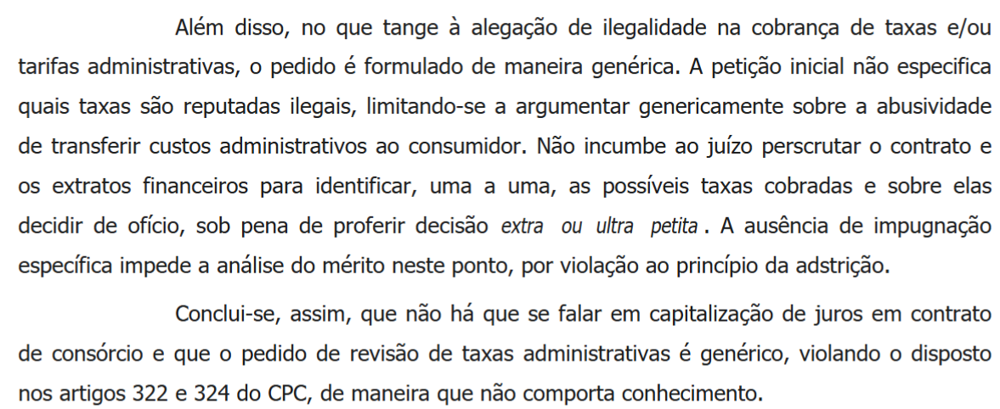 Além disso, no que tange à alegação de ilegalidade na cobrança de taxas e/ou
tarifas administrativas, o pedido é formulado de maneira genérica. A petição inicial não especifica
quais taxas são reputadas ilegais, limitando-se a argumentar genericamente sobre a abusividade
de transferir custos administrativos ao consumidor. Não incumbe ao juízo perscrutar o contrato e
os extratos financeiros para identificar, uma a uma, as possíveis taxas cobradas e sobre elas
decidir de ofício, sob pena de proferir decisão extra ou ultra petita . A ausência de impugnação
específica impede a análise do mérito neste ponto, por violação ao princípio da adstrição.
Conclui-se, assim, que não há que se falar em capitalização de juros em contrato
de consórcio e que o pedido de revisão de taxas administrativas é genérico, violando o disposto
nos artigos 322 e 324 do CPC, de maneira que não comporta conhecimento.